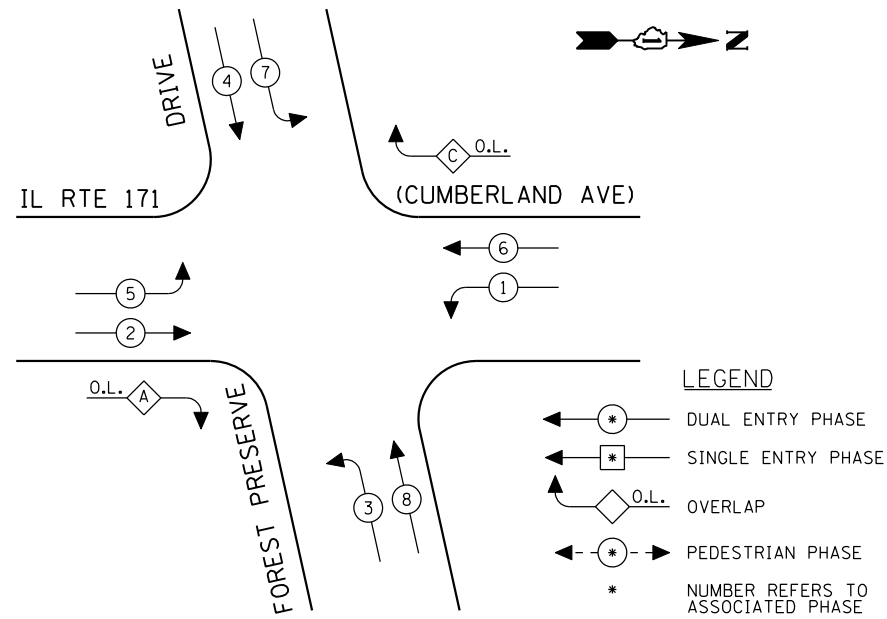 N
DRIVE
4
7
C
O.L.
IL RTE 171
(CUMBERLAND AVE)
6
5
1
2
O.L.
A
FOREST PRESERVE
3
8
LEGEND
* DUAL ENTRY PHASE
* SINGLE ENTRY PHASE
O.L. OVERLAP
* PEDESTRIAN PHASE
* NUMBER REFERS TO
ASSOCIATED PHASE